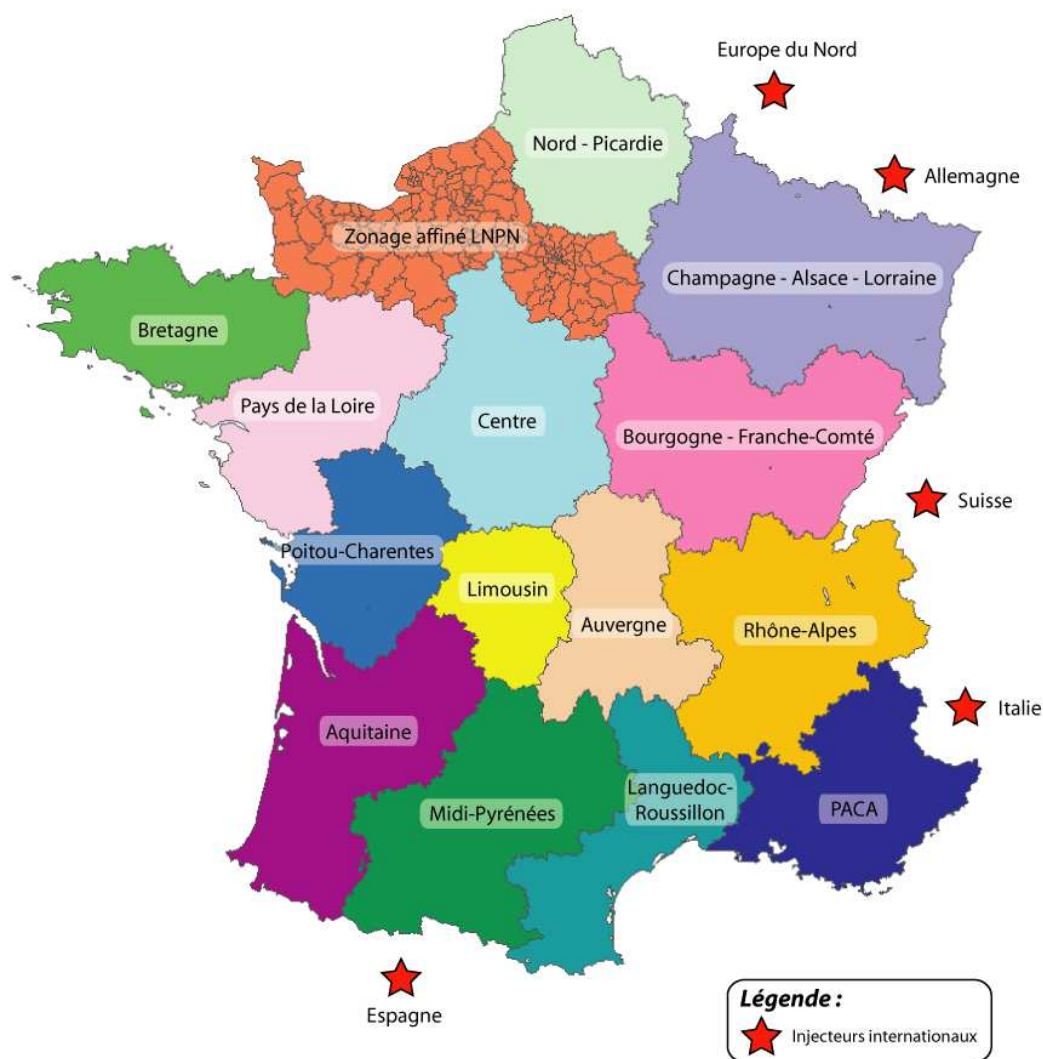 Europe du Nord
Nord - Picardie
Allemagne
Zonage affiné LNPN
Champagne - Alsace - Lorraine
Bretagne
Pays de la Loire
Centre
Bourgogne - Franche-Comté
Suisse
Poitou-Charentes
Limousin
Auvergne
Rhône-Alpes
Italie
Aquitaine
Languedoc-
Roussillon
Midi-Pyrénées
PACA
Espagne
Légende :
Injecteurs internationaux